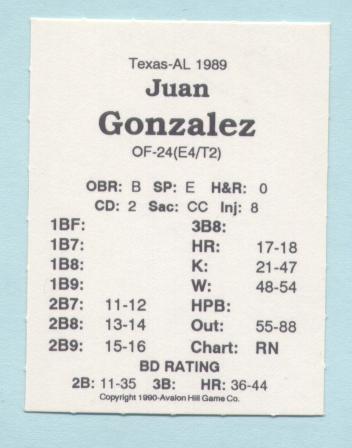 Texas-AL 1989
Juan
Gonzalez
OF-24(E4/T2)
OBR: B SP: E H&R: 0
CD: 2 Sac: CC Inj: 8
1BF: 3B8:
1B7: HR: 17-18
1B8: K: 21-47
1B9: W: 48-54
2B7: 11-12 HPB:
2B8: 13-14 Out: 55-88
2B9: 15-16 Chart: RN
BD RATING
2B: 11-35 3B: HR: 36-44
Copyright 1990-Avalon Hill Game Co.